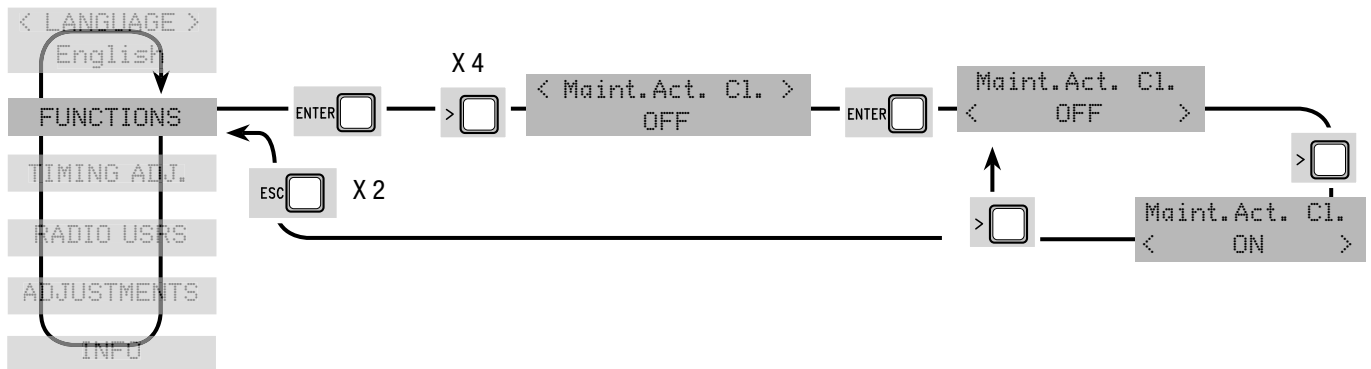 < LANGUAGE >
English
FUNCTIONS
TIMING ADJ.
RADIO USRS
ADJUSTMENTS
INFO
ENTER
X 4
>
< Maint.Act. Cl. >
OFF
ENTER
Maint.Act. Cl.
< OFF >
>
Maint.Act. Cl.
< ON >
>
ESC
X 2